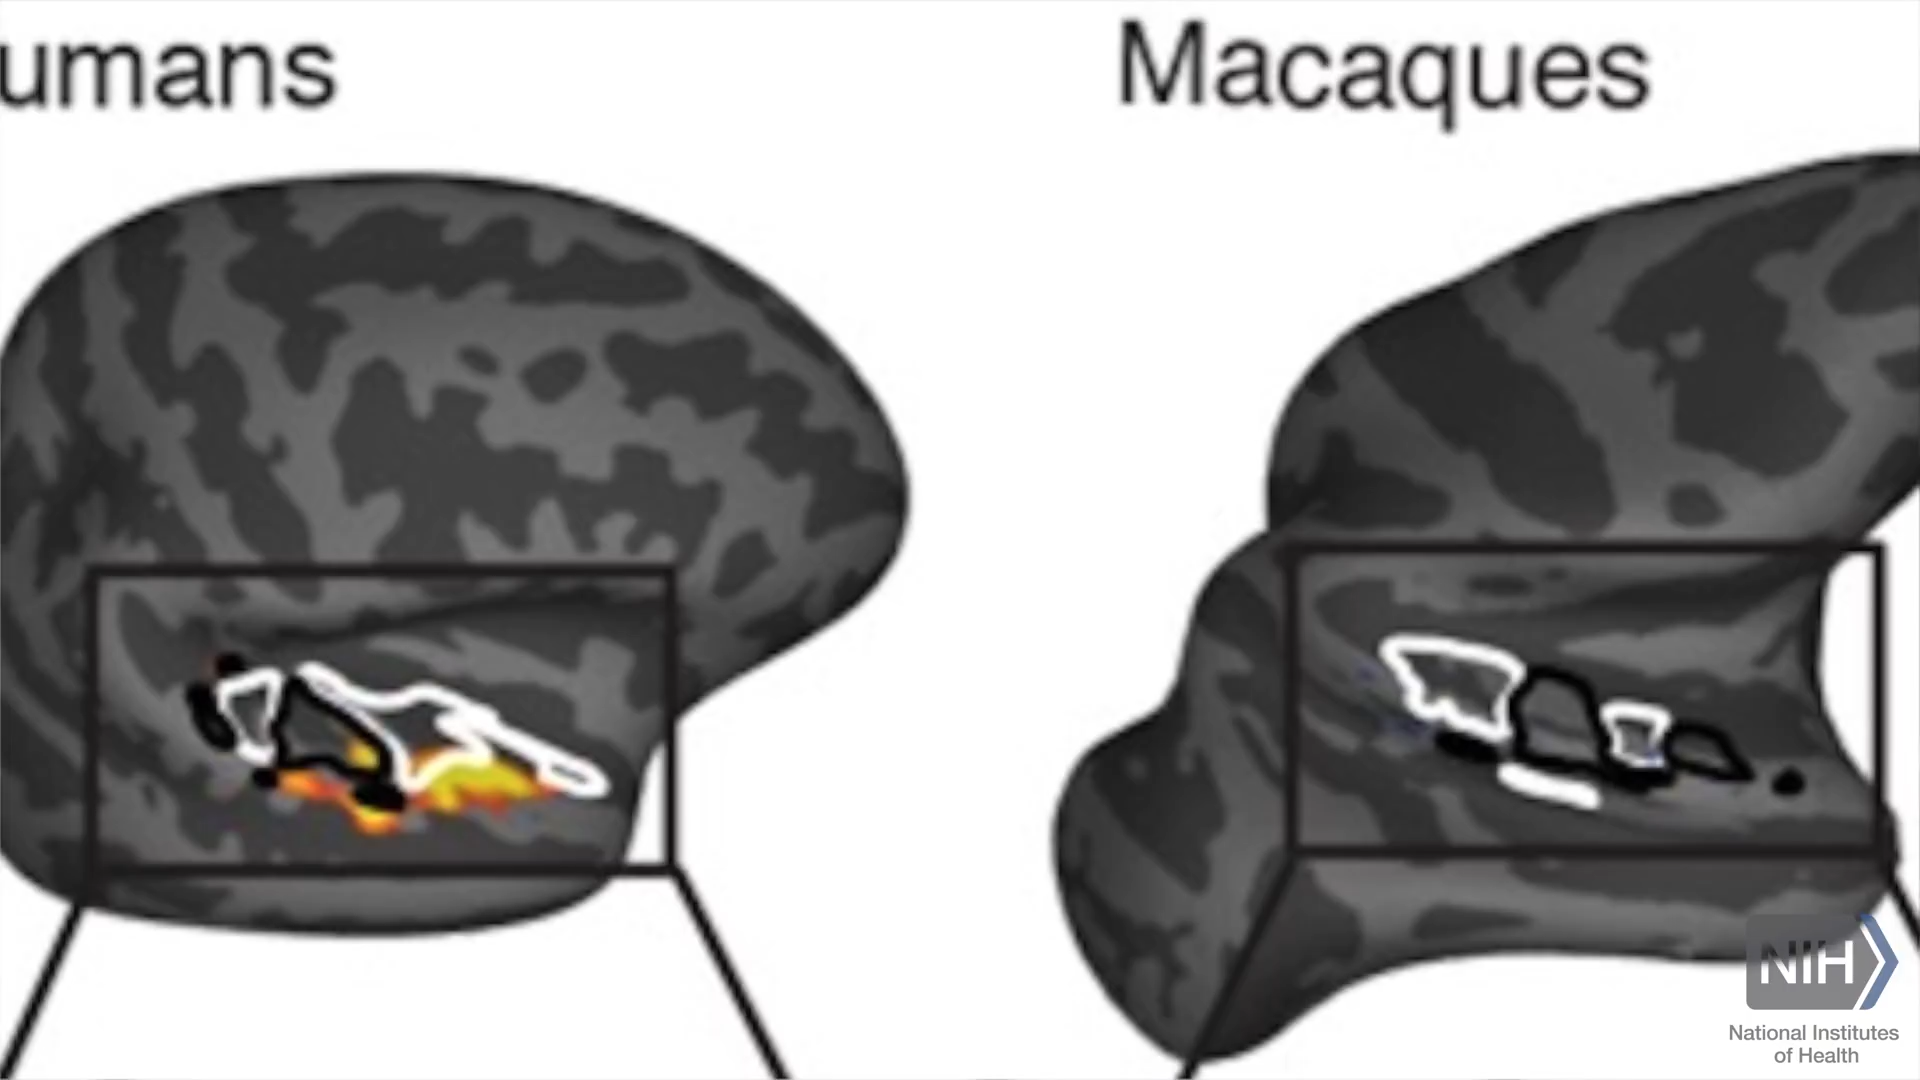 umans
Macaques
NIH
National Institutes
of Health